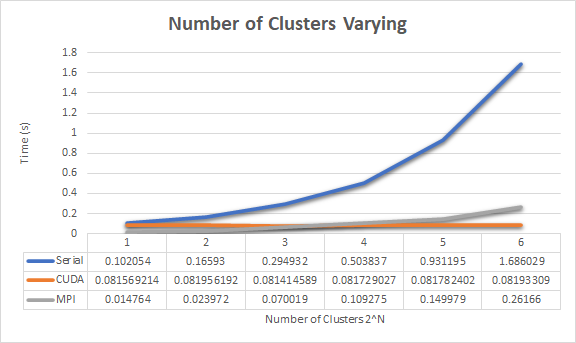 Number of Clusters Varying
1.8
1.6
1.4
1.2
1
0.8
0.6
0.4
0.2
0
Time (s)
1 2 3 4 5 6
Serial 0.102054 0.16593 0.294932 0.503837 0.931195 1.686029
CUDA 0.081569214 0.081956192 0.081414589 0.081729027 0.081782402 0.08193309
MPI 0.014764 0.023972 0.070019 0.109275 0.149979 0.26166
Number of Clusters 2^N